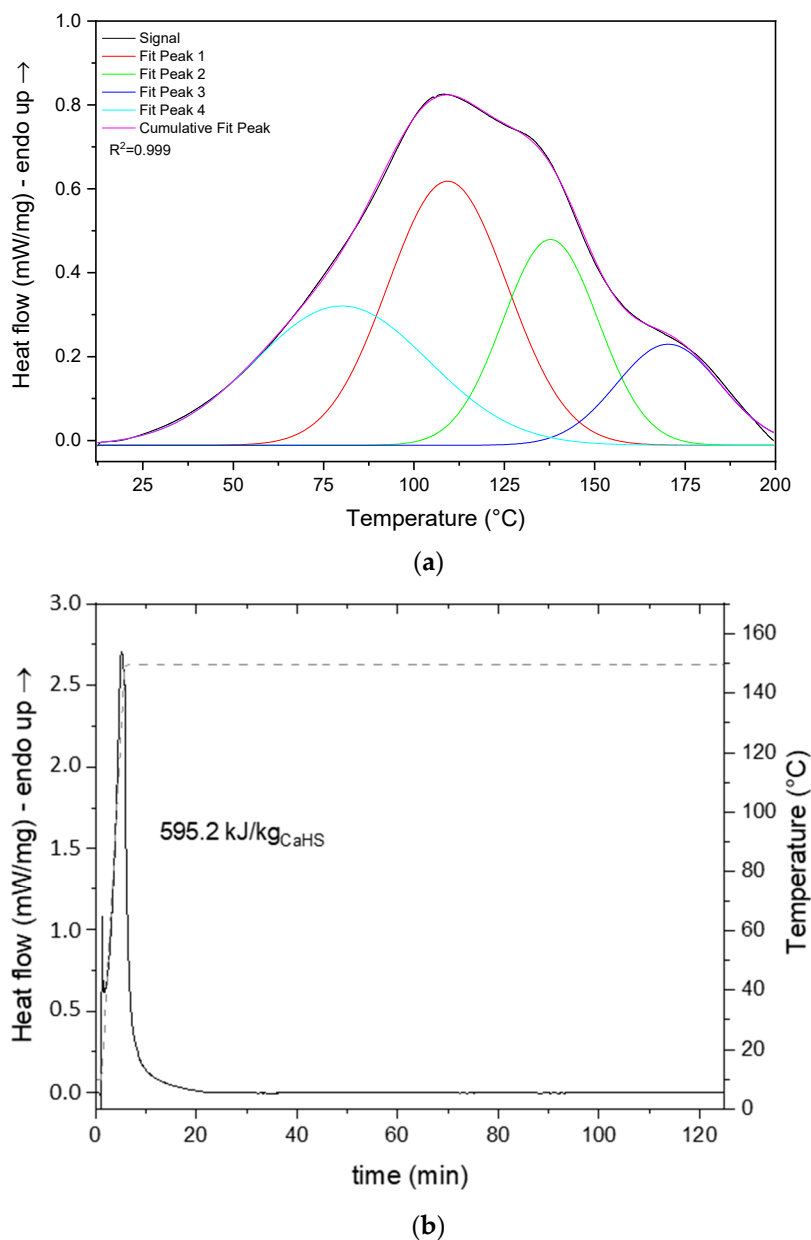 Signal
Fit Peak 1
Fit Peak 2
Fit Peak 3
Fit Peak 4
Cumulative Fit Peak
R²=0.999
Heat flow (mW/mg) - endo up →
1.0
0.8
0.6
0.4
0.2
0.0
25 50 75 100 125 150 175 200
Temperature (°C)
(a)
Heat flow (mW/mg) - endo up →
3.0
2.5
2.0
1.5
1.0
0.5
0.0
595.2 kJ/kg_CaHS
160
140
120
100
80
60
40
20
0
Temperature (°C)
0 20 40 60 80 100 120
time (min)
(b)